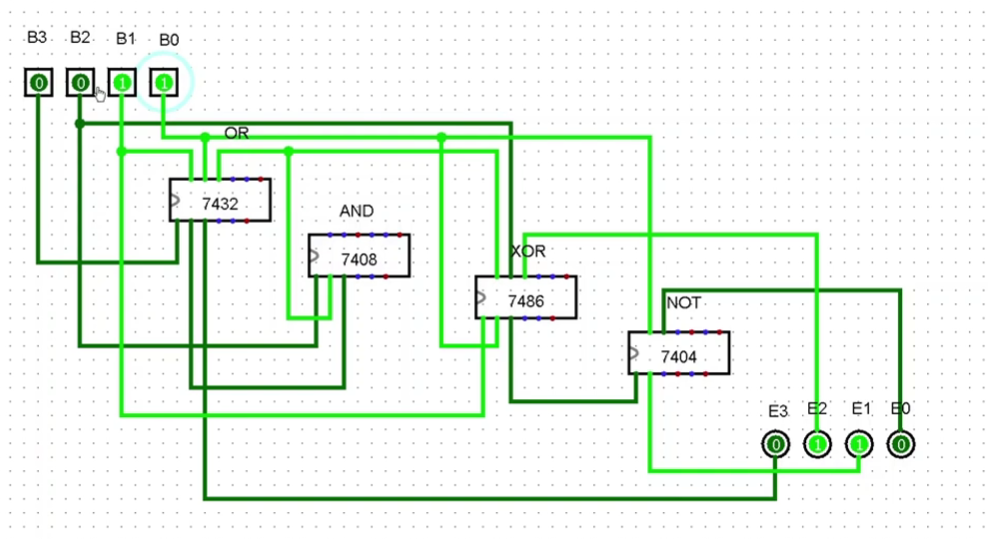 B3 B2 B1 B0
0 0 1 1
OR
7432
AND
7408
XOR
7486
NOT
7404
E3 E2 E1 E0
0 1 1 0